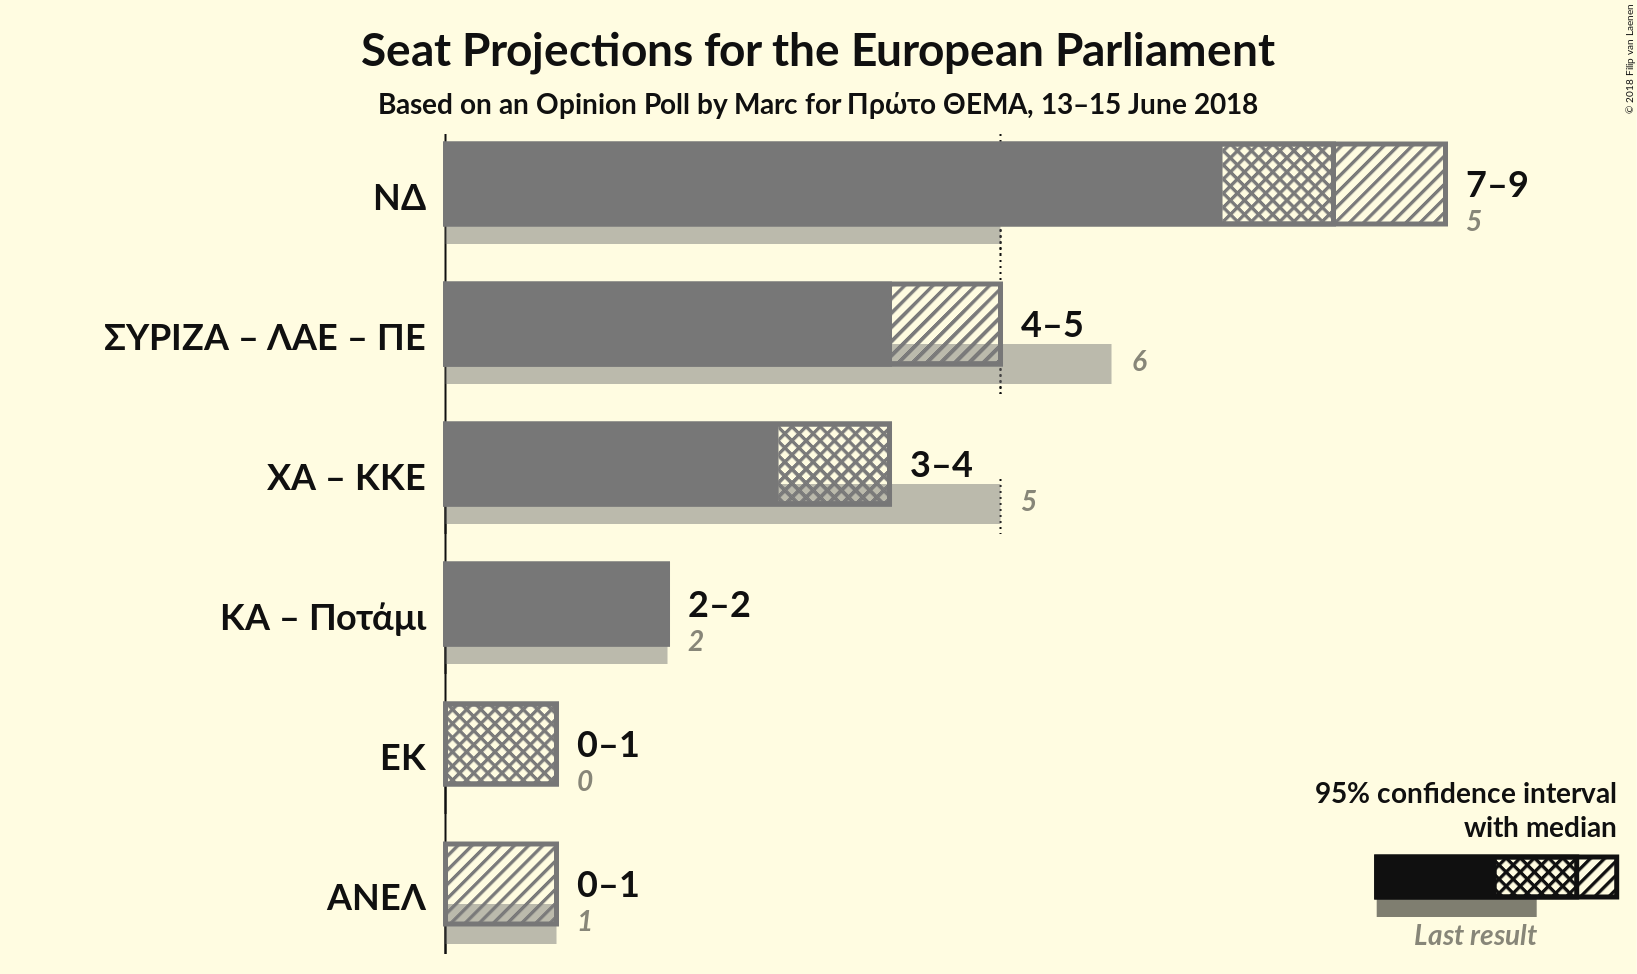 Seat Projections for the European Parliament
Based on an Opinion Poll by Marc for Πρώτο ΘΕΜΑ, 13–15 June 2018
© 2018 Filip van Laenen
ΝΔ
7–9
5
ΣΥΡΙΖΑ – ΛΑΕ – ΠΕ
4–5
6
ΧΑ – ΚΚΕ
3–4
5
ΚΑ – Ποτάμι
2–2
2
ΕΚ
0–1
0
ΑΝΕΛ
0–1
1
95% confidence interval
with median
Last result